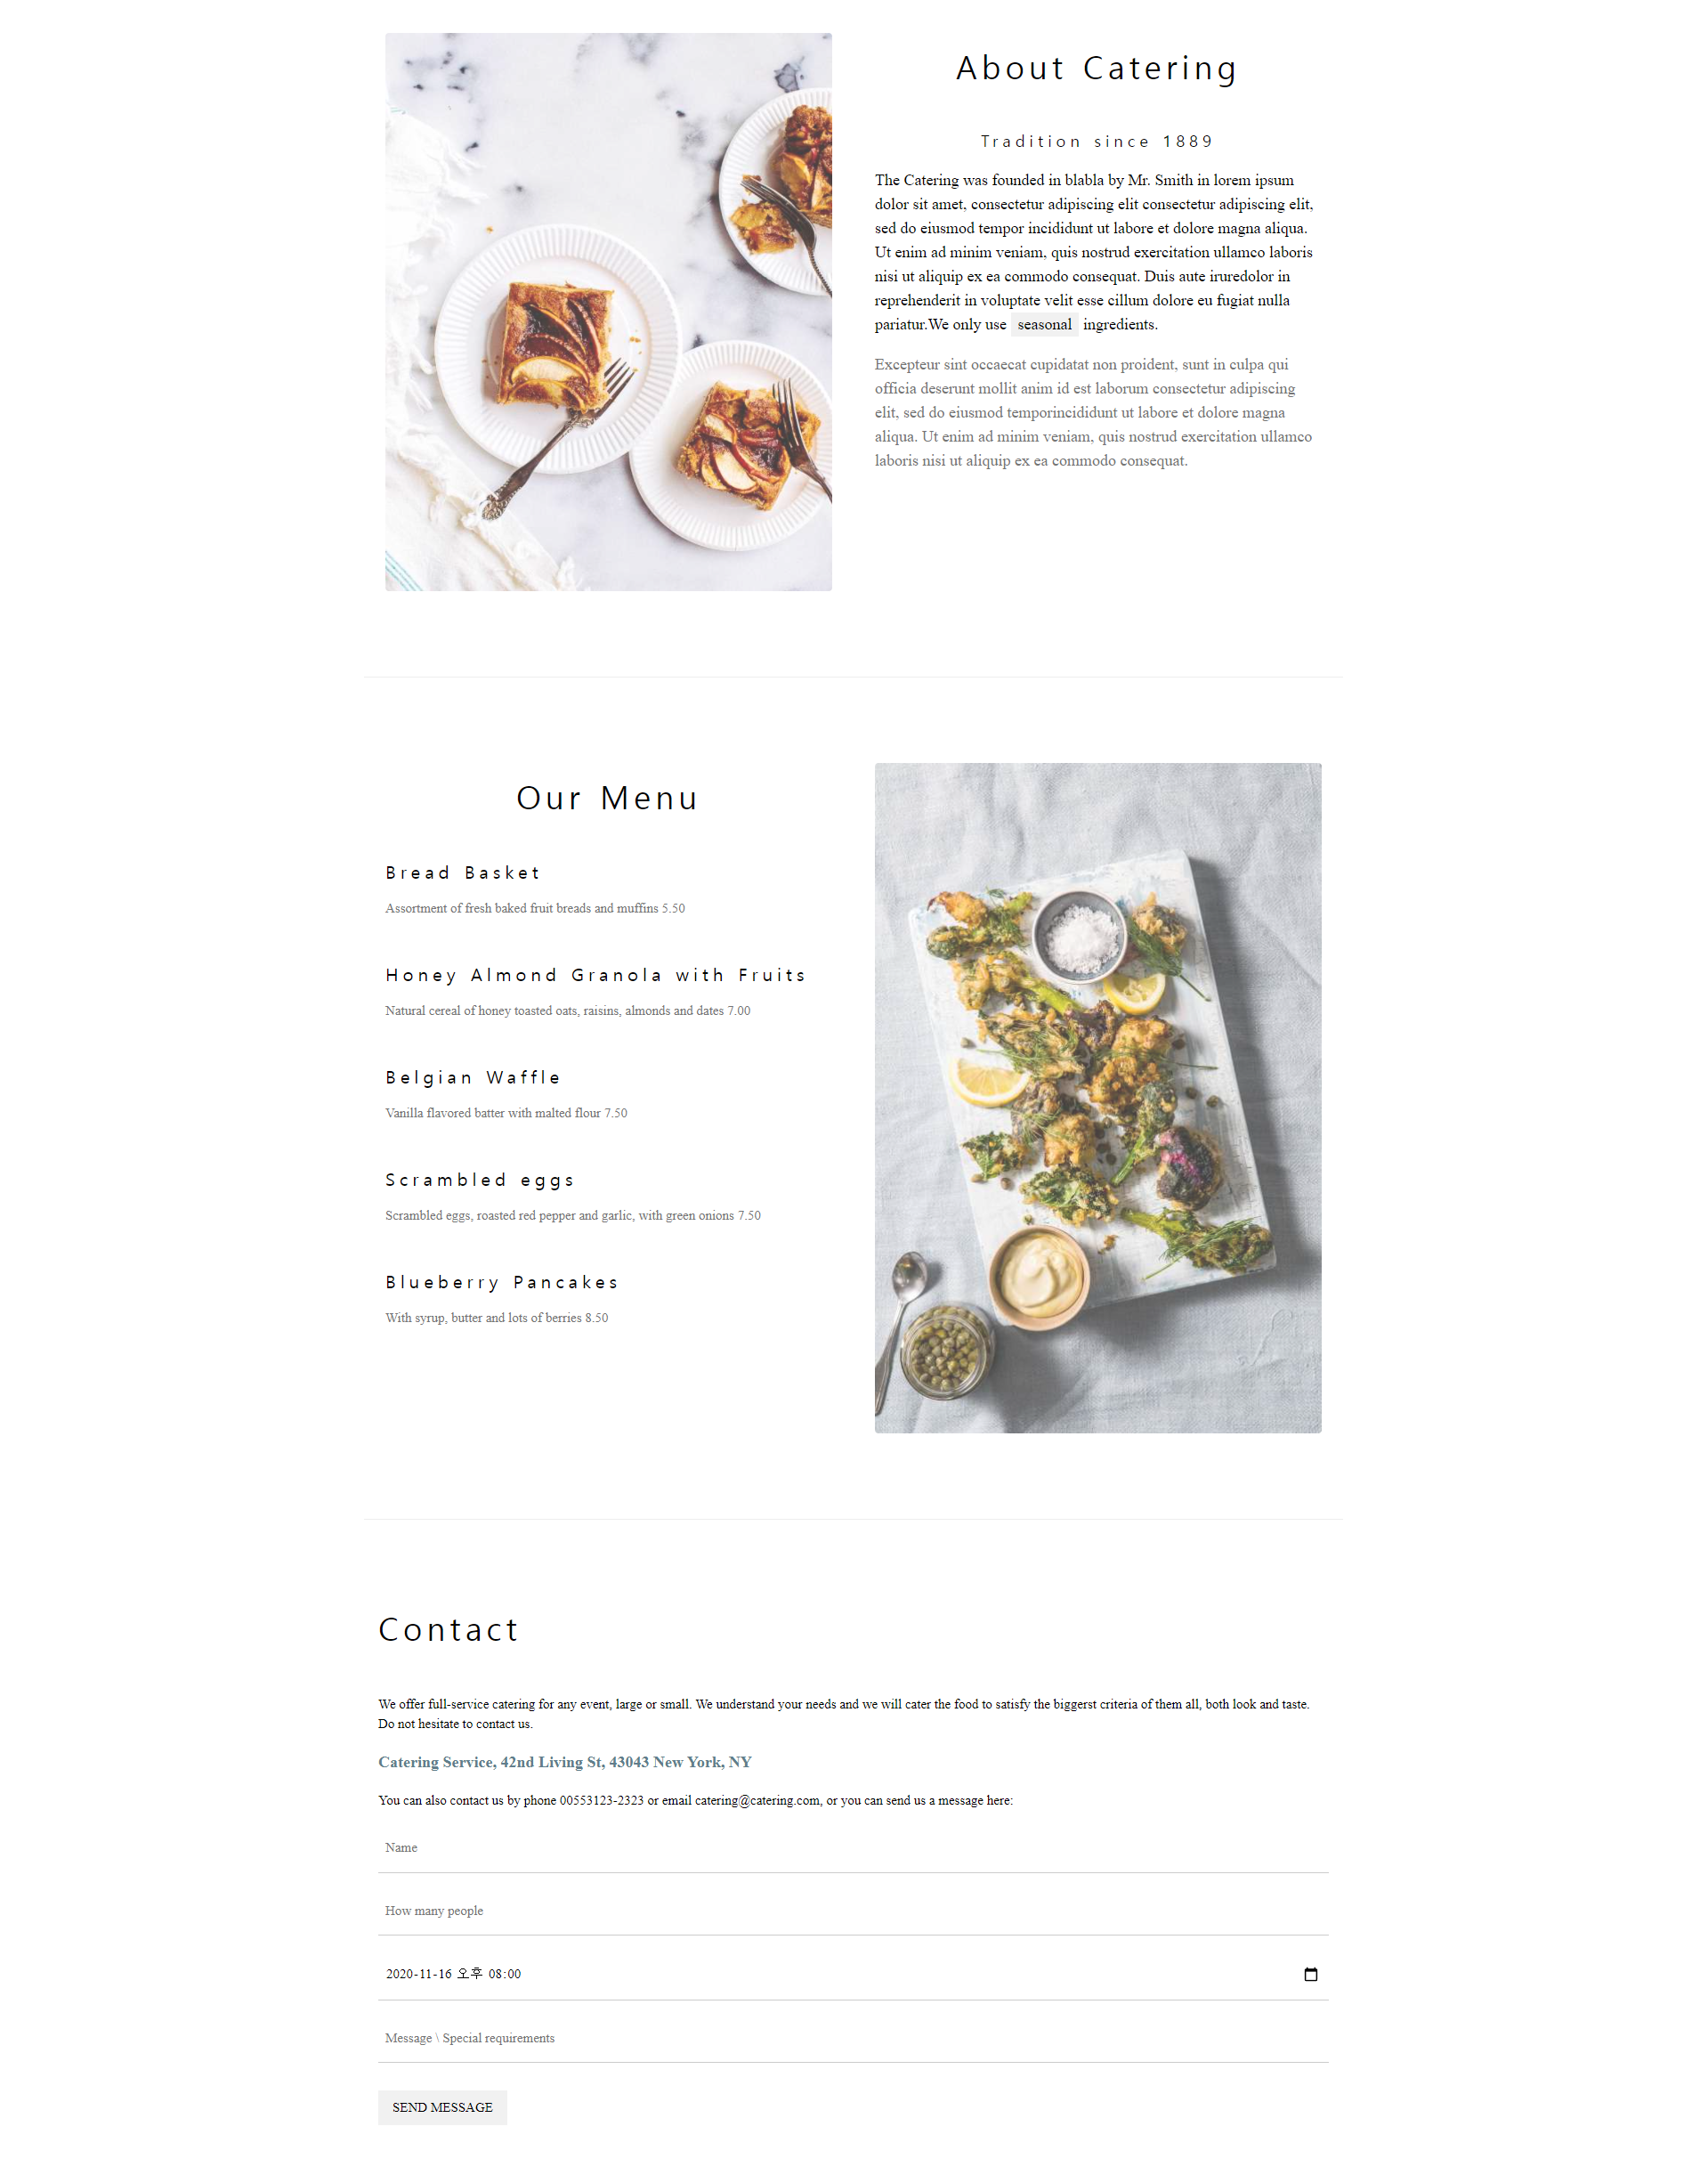 About Catering
Tradition since 1889
The Catering was founded in blabla by Mr. Smith in lorem ipsum
dolor sit amet, consectetur adipiscing elit consectetur adipiscing elit,
sed do eiusmod tempor incididunt ut labore et dolore magna aliqua.
Ut enim ad minim veniam, quis nostrud exercitation ullamco laboris
nisi ut aliquip ex ea commodo consequat. Duis aute iruredolor in
reprehenderit in voluptate velit esse cillum dolore eu fugiat nulla
pariatur.We only use seasonal ingredients.
Excepteur sint occaecat cupidatat non proident, sunt in culpa qui
officia deserunt mollit anim id est laborum consectetur adipiscing
elit, sed do eiusmod temporincididunt ut labore et dolore magna
aliqua. Ut enim ad minim veniam, quis nostrud exercitation ullamco
laboris nisi ut aliquip ex ea commodo consequat.
Our Menu
Bread Basket
Assortment of fresh baked fruit breads and muffins 5.50
Honey Almond Granola with Fruits
Natural cereal of honey toasted oats, raisins, almonds and dates 7.00
Belgian Waffle
Vanilla flavored batter with malted flour 7.50
Scrambled eggs
Scrambled eggs, roasted red pepper and garlic, with green onions 7.50
Blueberry Pancakes
With syrup, butter and lots of berries 8.50
Contact
We offer full-service catering for any event, large or small. We understand your needs and we will cater the food to satisfy the biggerst criteria of them all, both look and taste.
Do not hesitate to contact us.
Catering Service, 42nd Living St, 43043 New York, NY
You can also contact us by phone 00553123-2323 or email catering@catering.com, or you can send us a message here:
Name
How many people
2020-11-16 오후 08:00
Message \ Special requirements
SEND MESSAGE